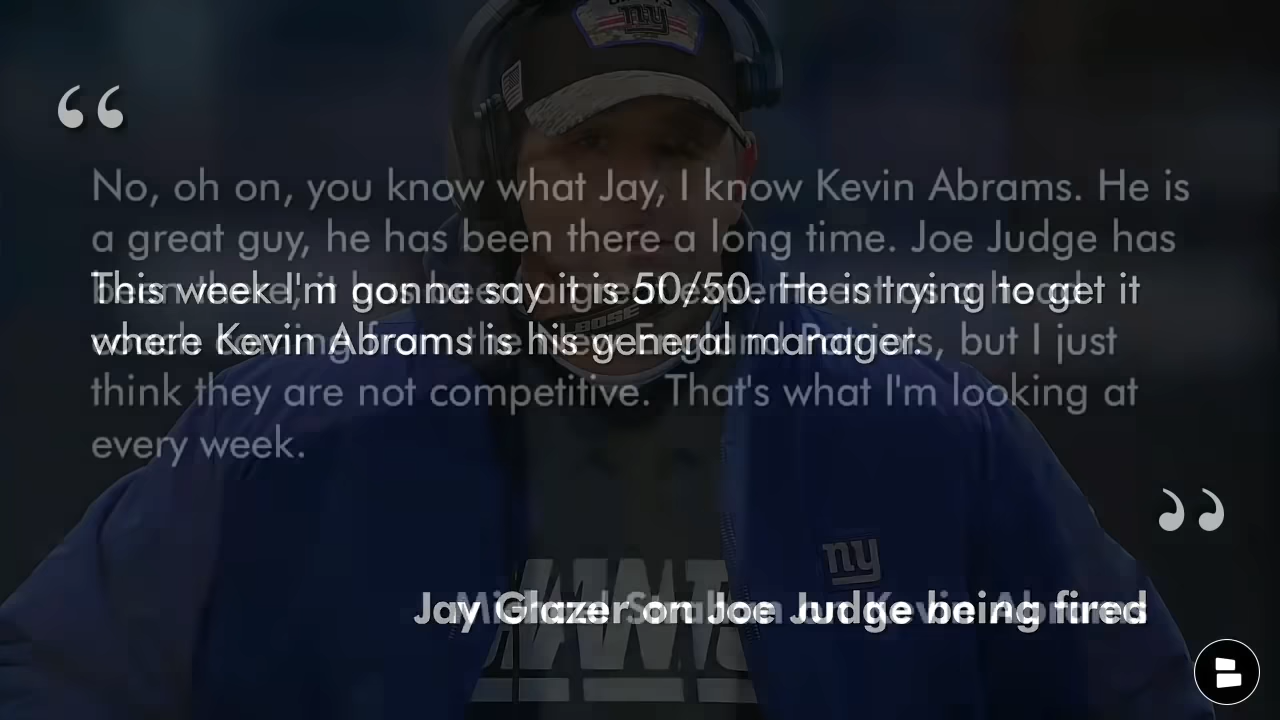 “
No, oh on, you know what Jay, I know Kevin Abrams. He is
a great guy, he has been there a long time. Joe Judge has
This week I'm gonna say it is 50/50. He is trying to get it
where Kevin Abrams is his general manager.
but I just
think they are not competitive. That's what I'm looking at
every week.
”
Jay Glazer on Joe Judge being fired
ny
ny
BOSE